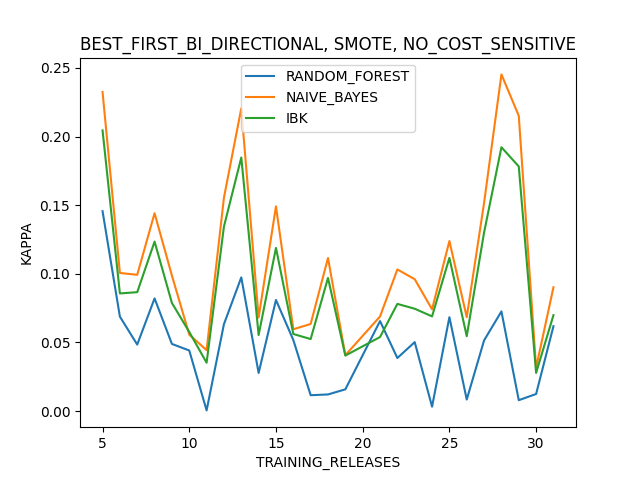 BEST_FIRST_BI_DIRECTIONAL, SMOTE, NO_COST_SENSITIVE
RANDOM_FOREST
NAIVE_BAYES
IBK
KAPPA
0.25
0.20
0.15
0.10
0.05
0.00
5 10 15 20 25 30
TRAINING_RELEASES